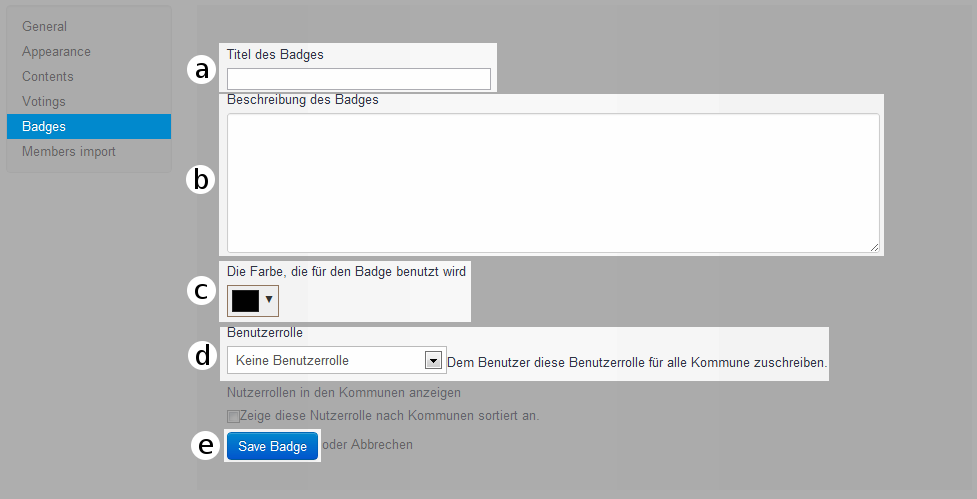 General
Appearance
Contents
Votings
Badges
Members import
a
Titel des Badges
Beschreibung des Badges
b
Die Farbe, die für den Badge benutzt wird
c
Benutzerrolle
d
Keine Benutzerrolle Dem Benutzer diese Benutzerrolle für alle Kommune zuschreiben.
Nutzerrollen in den Kommunen anzeigen
Zeige diese Nutzerrolle nach Kommunen sortiert an.
e
Save Badge oder Abbrechen